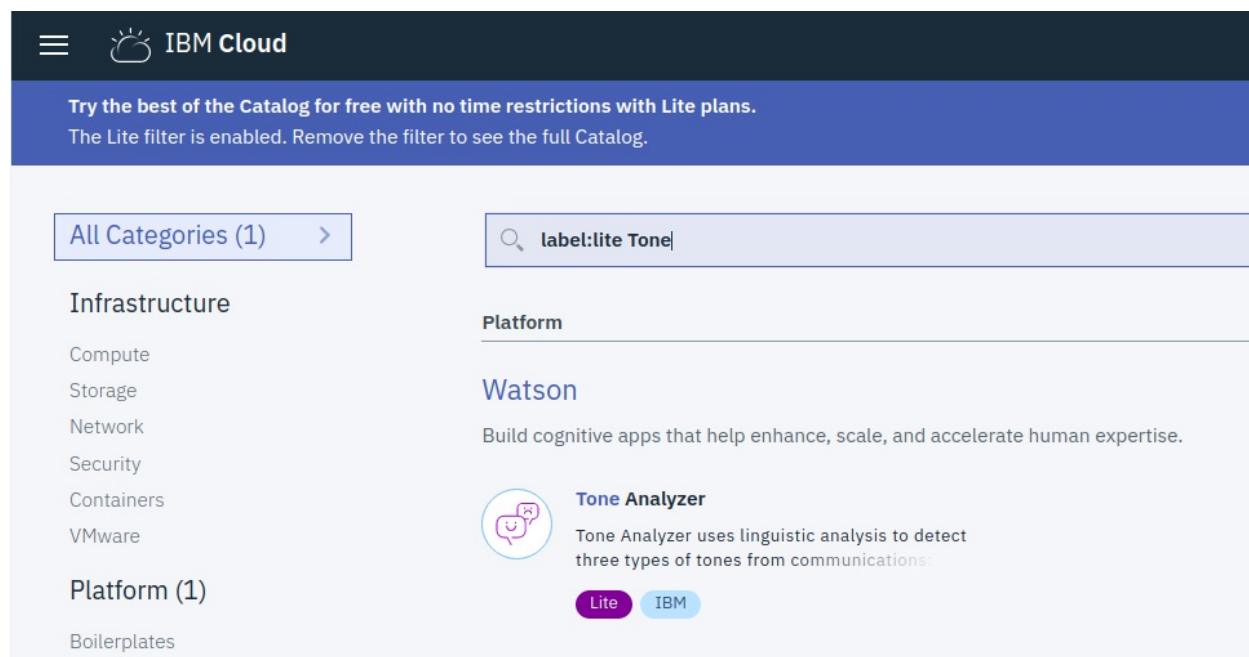 IBM Cloud
Try the best of the Catalog for free with no time restrictions with Lite plans.
The Lite filter is enabled. Remove the filter to see the full Catalog.
All Categories (1)
label:lite Tone
Infrastructure
Compute
Storage
Network
Security
Containers
VMware
Platform (1)
Boilerplates
Platform
Watson
Build cognitive apps that help enhance, scale, and accelerate human expertise.
Tone Analyzer
Tone Analyzer uses linguistic analysis to detect
three types of tones from communications:
Lite IBM